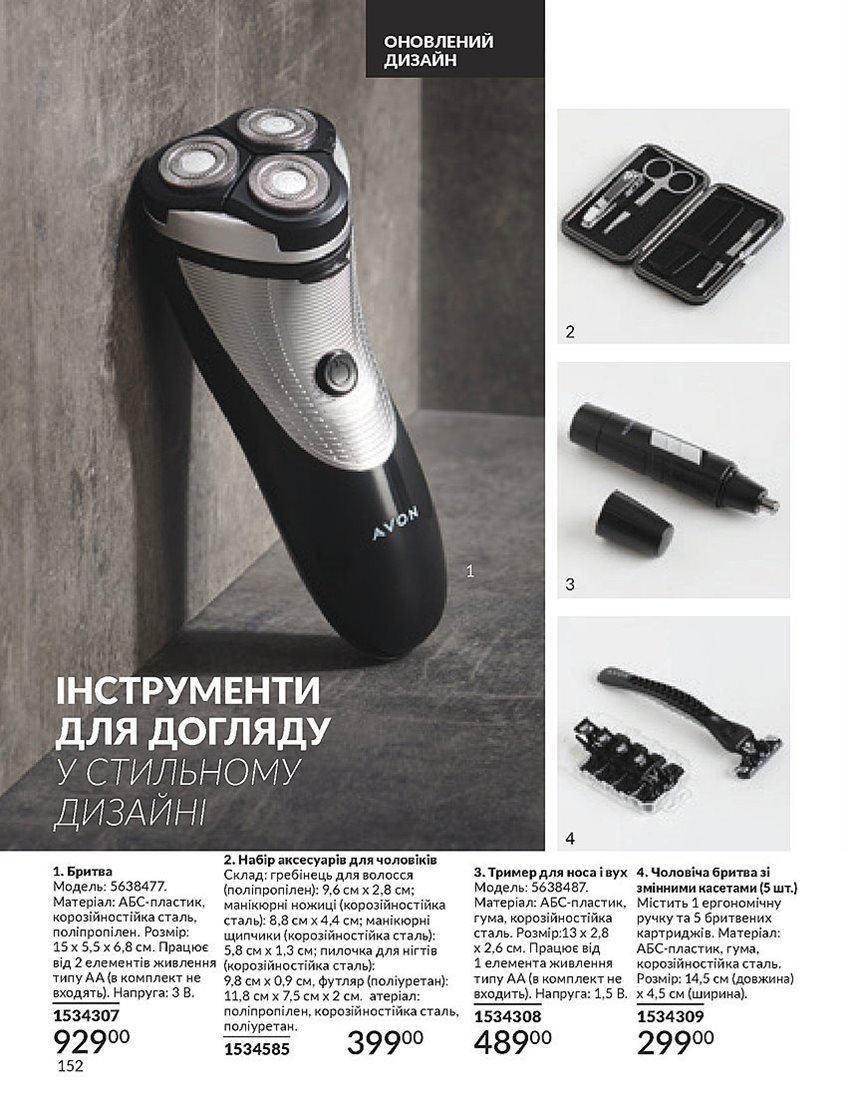 ОНОВЛЕНИЙ
ДИЗАЙН
2
3
AVON
1
AVON
4
ІНСТРУМЕНТИ
ДЛЯ ДОГЛЯДУ
У СТИЛЬНОМУ
ДИЗАЙНІ
1. Бритва
Модель: 5638477.
Матеріал: АБС-пластик,
корозійностійка сталь,
поліпропілен. Розмір:
15 x 5,5 x 6,8 см. Працює
від 2 елементів живлення
типу АА (в комплект не
входять). Напруга: 3 В.
1534307
929⁰⁰
2. Набір аксесуарів для чоловіків
Склад: гребінець для волосся
(поліпропілен): 9,6 см x 2,8 см;
манікюрні ножиці (корозійностійка
сталь): 8,8 см x 4,4 см; манікюрні
щипчики (корозійностійка сталь):
5,8 см x 1,3 см; пилочка для нігтів
(корозійностійка сталь):
9,8 см x 0,9 см, футляр (поліуретан):
11,8 см x 7,5 см x 2 см. атеріал:
поліпропілен, корозійностійка сталь,
поліуретан.
1534585
399⁰⁰
3. Тример для носа і вух
Модель: 5638487.
Матеріал: АБС-пластик,
гума, корозійностійка
сталь. Розмір:13 x 2,8
x 2,6 см. Працює від
1 елемента живлення
типу АА (в комплект не
входить). Напруга: 1,5 В.
1534308
489⁰⁰
4. Чоловіча бритва зі
змінними касетами (5 шт.)
Містить 1 ергономічну
ручку та 5 бритвених
картриджів. Матеріал:
АБС-пластик, гума,
корозійностійка сталь.
Розмір: 14,5 см (довжина)
x 4,5 см (ширина).
1534309
299⁰⁰
152